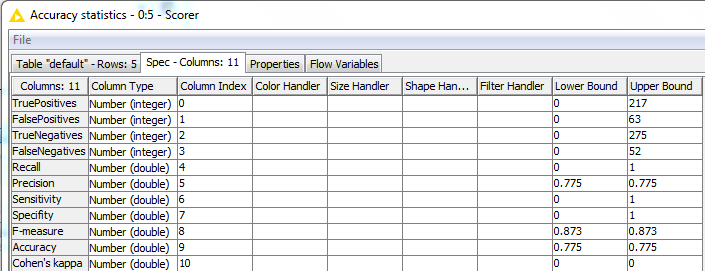 Accuracy statistics - 0:5 - Scorer
File
Table "default" - Rows: 5 Spec - Columns: 11 Properties Flow Variables
Columns: 11 Column Type Column Index Color Handler Size Handler Shape Han... Filter Handler Lower Bound Upper Bound
TruePositives Number (integer) 0 0 217
FalsePositives Number (integer) 1 0 63
TrueNegatives Number (integer) 2 0 275
FalseNegatives Number (integer) 3 0 52
Recall Number (double) 4 0 1
Precision Number (double) 5 0.775 0.775
Sensitivity Number (double) 6 0 1
Specifity Number (double) 7 0 1
F-measure Number (double) 8 0.873 0.873
Accuracy Number (double) 9 0.775 0.775
Cohen's kappa Number (double) 10 0 0